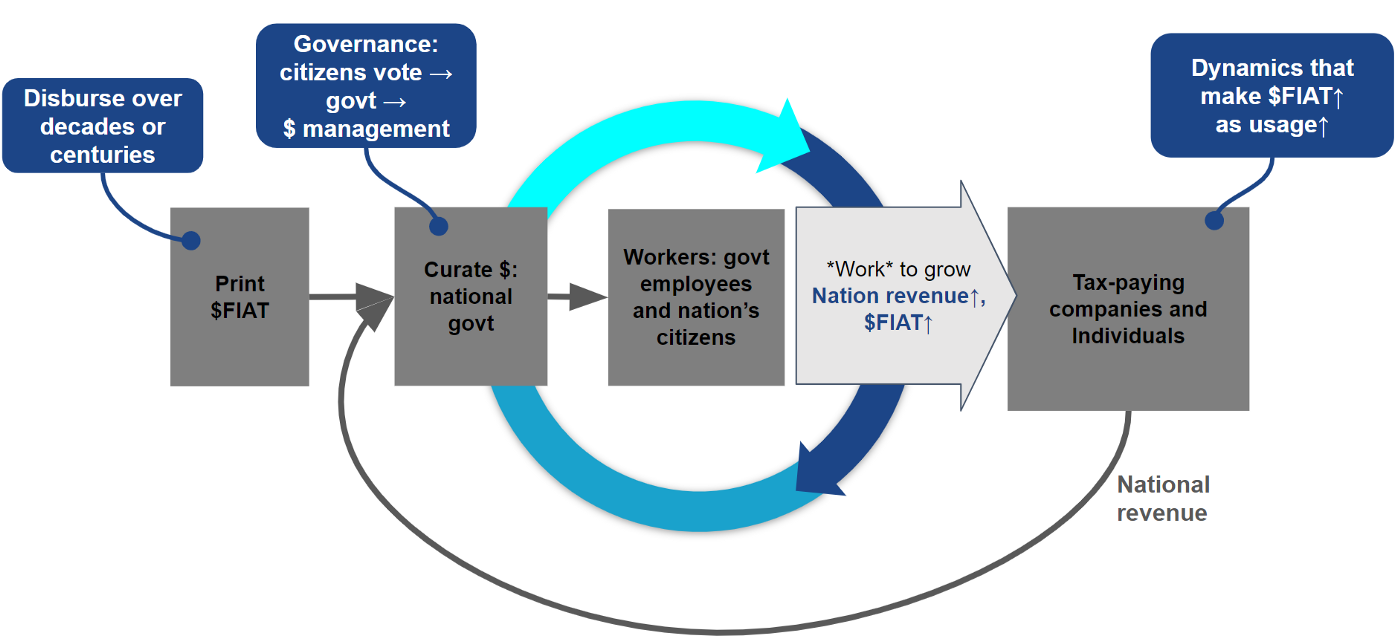 Disburse over
decades or
centuries
Governance:
citizens vote →
govt →
$ management
Dynamics that
make $FIAT↑
as usage↑
Print
$FIAT
Curate $:
national
govt
Workers: govt
employees
and nation’s
citizens
*Work* to grow
Nation revenue↑,
$FIAT↑
Tax-paying
companies and
Individuals
National
revenue